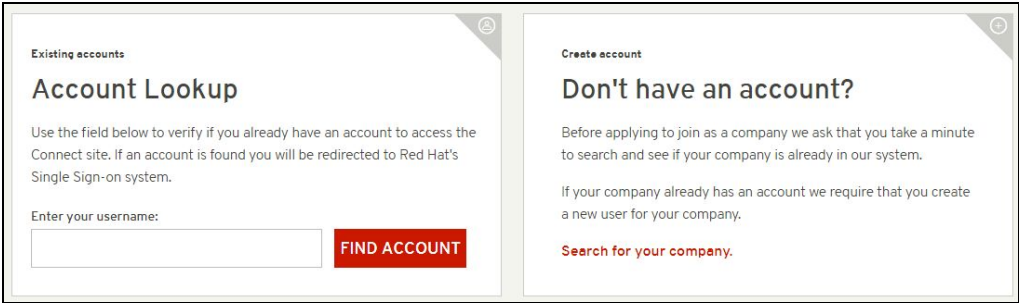 Existing accounts
Account Lookup
Use the field below to verify if you already have an account to access the
Connect site. If an account is found you will be redirected to Red Hat's
Single Sign-on system.
Enter your username:
FIND ACCOUNT
Create account
Don't have an account?
Before applying to join as a company we ask that you take a minute
to search and see if your company is already in our system.
If your company already has an account we require that you create
a new user for your company.
Search for your company.